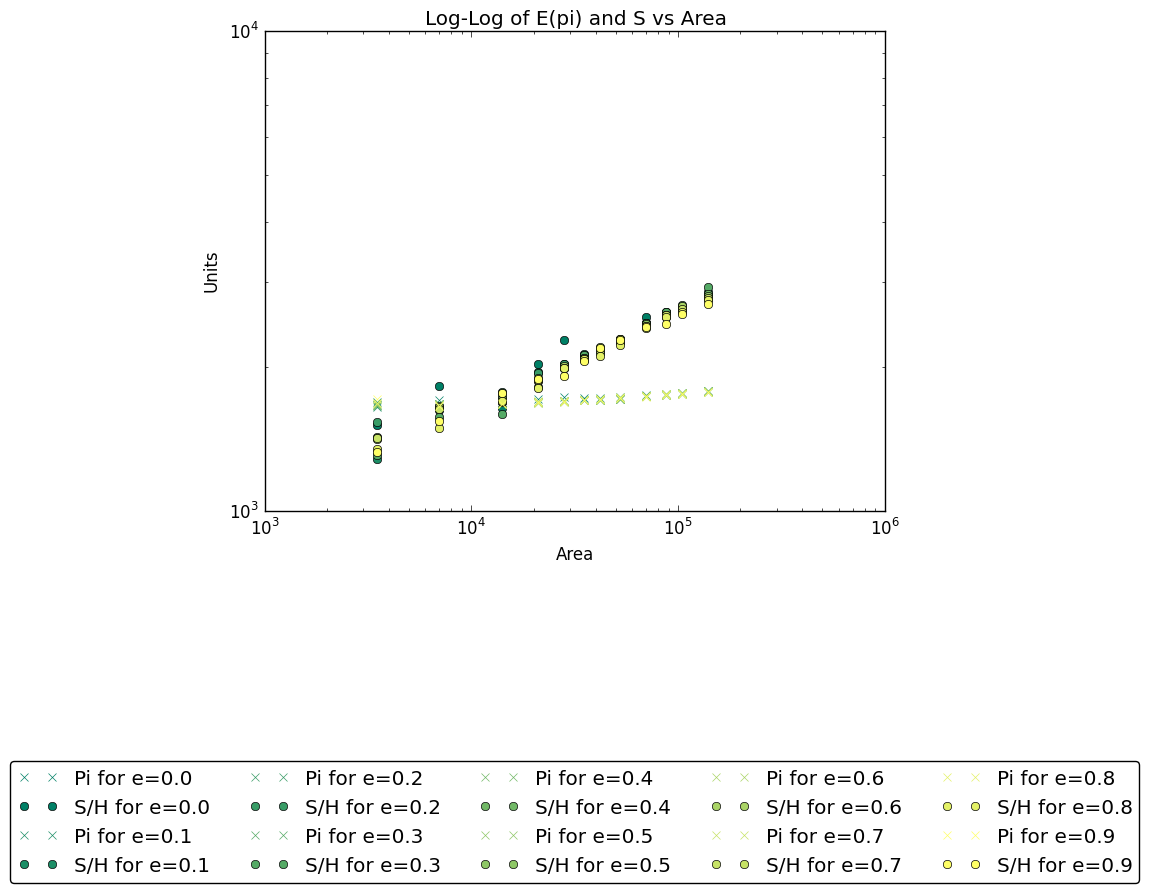 Log-Log of E(pi) and S vs Area
10^4
Units
10^3
10^3 10^4 10^5 10^6
Area
Pi for e=0.0 Pi for e=0.2 Pi for e=0.4 Pi for e=0.6 Pi for e=0.8
S/H for e=0.0 S/H for e=0.2 S/H for e=0.4 S/H for e=0.6 S/H for e=0.8
Pi for e=0.1 Pi for e=0.3 Pi for e=0.5 Pi for e=0.7 Pi for e=0.9
S/H for e=0.1 S/H for e=0.3 S/H for e=0.5 S/H for e=0.7 S/H for e=0.9